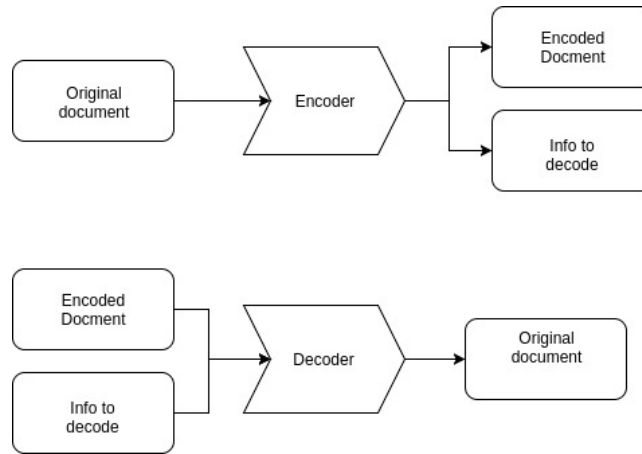 Original
document
Encoder
Encoded
Docment
Info to
decode
Encoded
Docment
Info to
decode
Decoder
Original
document